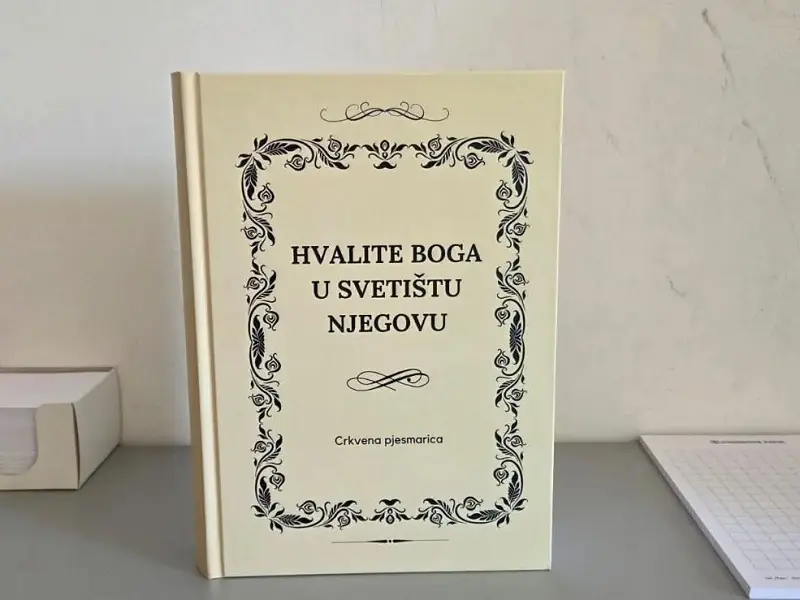 HVALITE BOGA
U SVETIŠTU
NJEGOVU
Crkvena pjesmarica